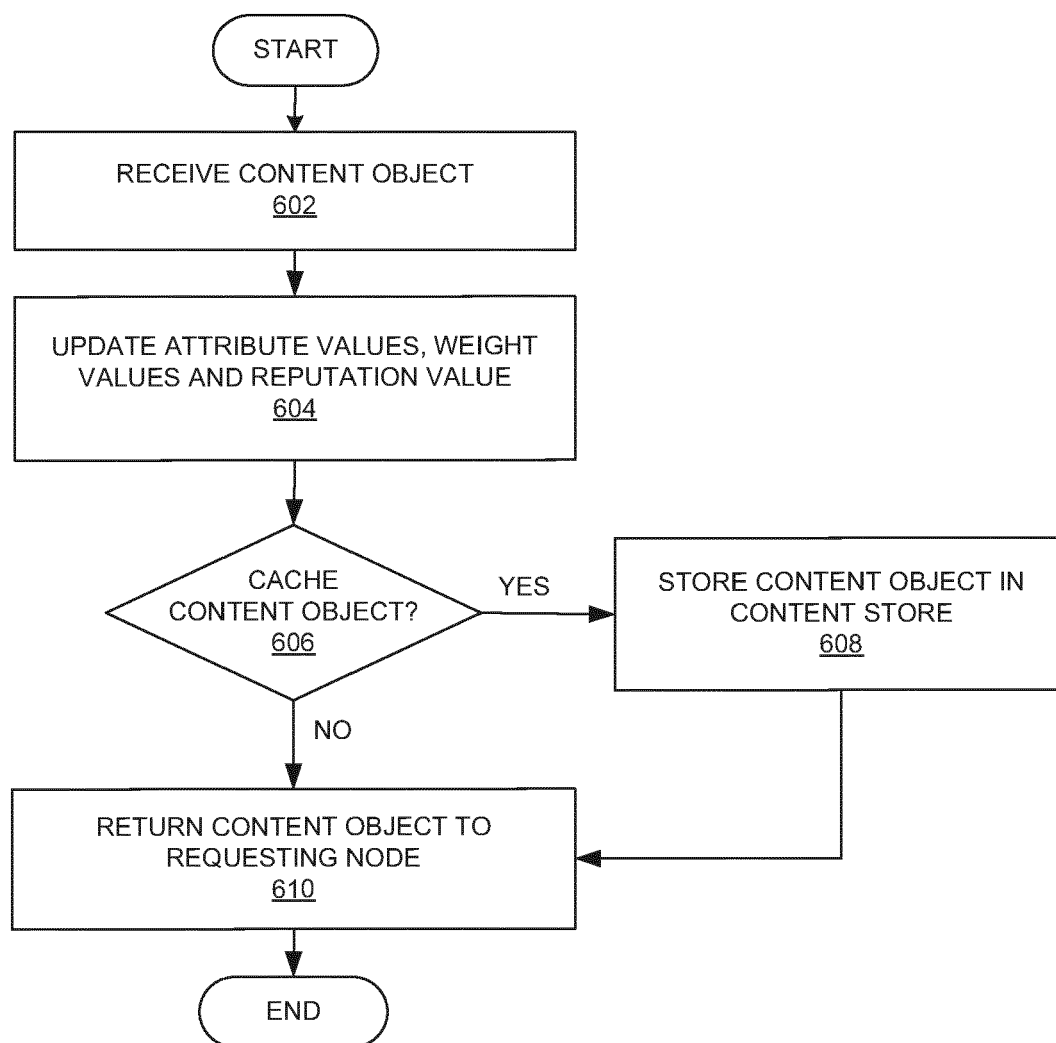 START
RECEIVE CONTENT OBJECT
602
UPDATE ATTRIBUTE VALUES, WEIGHT
VALUES AND REPUTATION VALUE
604
CACHE
CONTENT OBJECT?
606
YES
STORE CONTENT OBJECT IN
CONTENT STORE
608
NO
RETURN CONTENT OBJECT TO
REQUESTING NODE
610
END